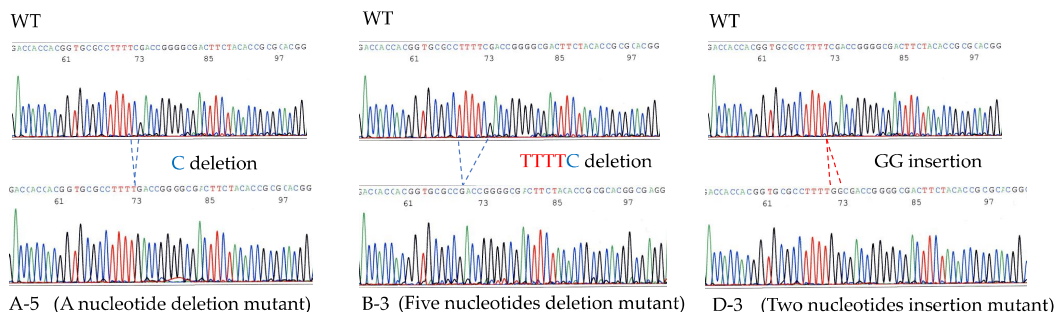 WT
GACCACCACGGTGCGCCTTTTCGACCGGGGCGACTTCTACACCGCGCACGG
61 73 85 97
C deletion
GACCACCACGGTGCGCCTTTTGACCGGGGCGACTTCTACACCGCGCACGG
61 73 85 97
A-5 (A nucleotide deletion mutant)
WT
GACCACCACGGTGCGCCTTTTCGACCGGGGCGACTTCTACACCGCGCACGG
61 73 85 97
TTTTC deletion
GACCACCACGGTGCGCCGACCGGGGCGACTTCTACACCGCGCACGGCGAGG
61 73 85 97
B-3 (Five nucleotides deletion mutant)
WT
GACCACCACGGTGCGCCTTTTCGACCGGGGCGACTTCTACACCGCGCACGG
61 73 85 97
GG insertion
GACCACCACGGTGCGCCTTTTGGCGACCGGGGCGACTTCTACACCGCGCACGG
61 73 85 97
D-3 (Two nucleotides insertion mutant)